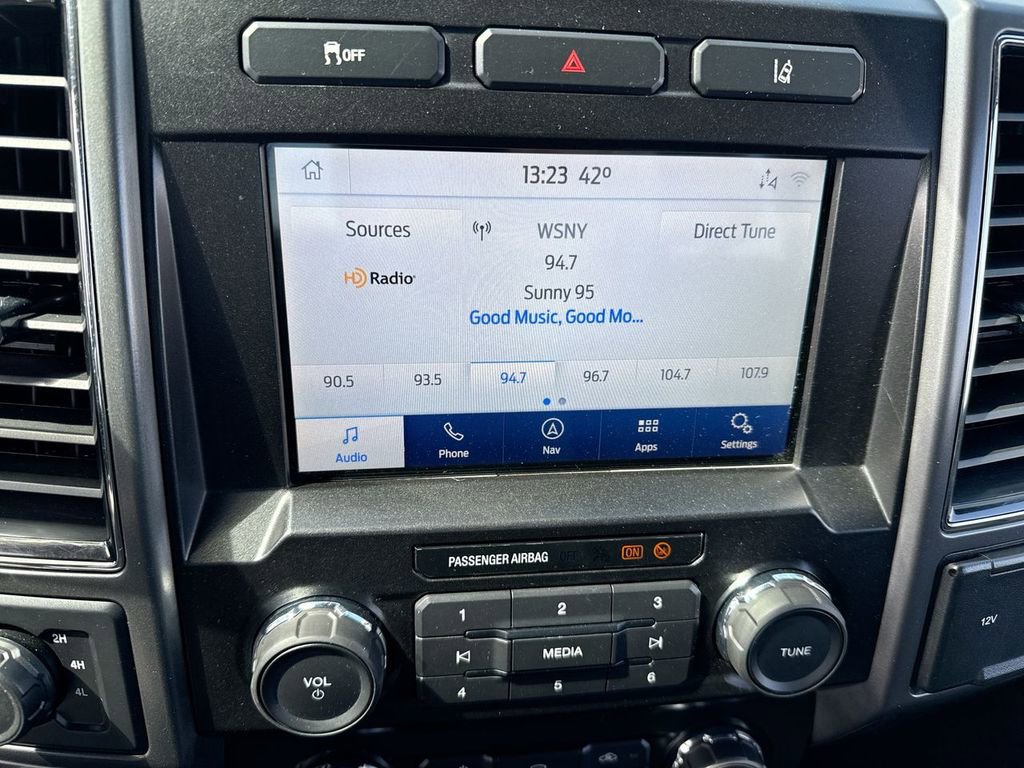 OFF
13:23 42º
Sources
WSNY
Direct Tune
94.7
HD Radio
Sunny 95
Good Music, Good Mo...
90.5 93.5 94.7 96.7 104.7 107.9
Audio Phone Nav Apps Settings
PASSENGER AIRBAG OFF ON
1 2 3
MEDIA
4 5 6
VOL
TUNE
2H
4H
4L
12V